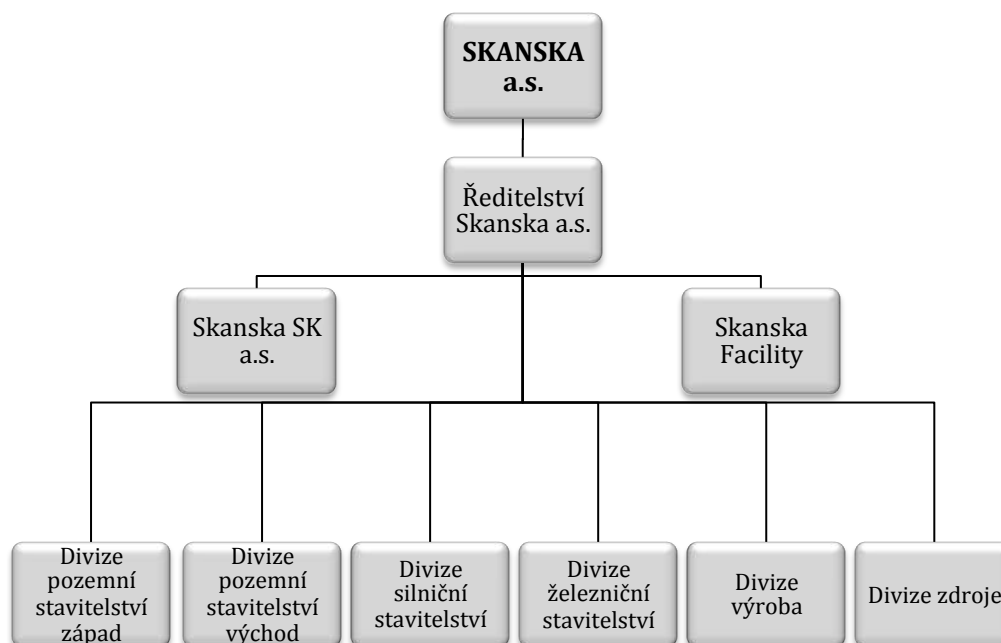 SKANSKA
a.s.
Ředitelství
Skanska a.s.
Skanska SK
a.s.
Skanska
Facility
Divize
pozemní
stavitelství
západ
Divize
pozemní
stavitelství
východ
Divize
silniční
stavitelství
Divize
železniční
stavitelství
Divize
výroba
Divize zdroje